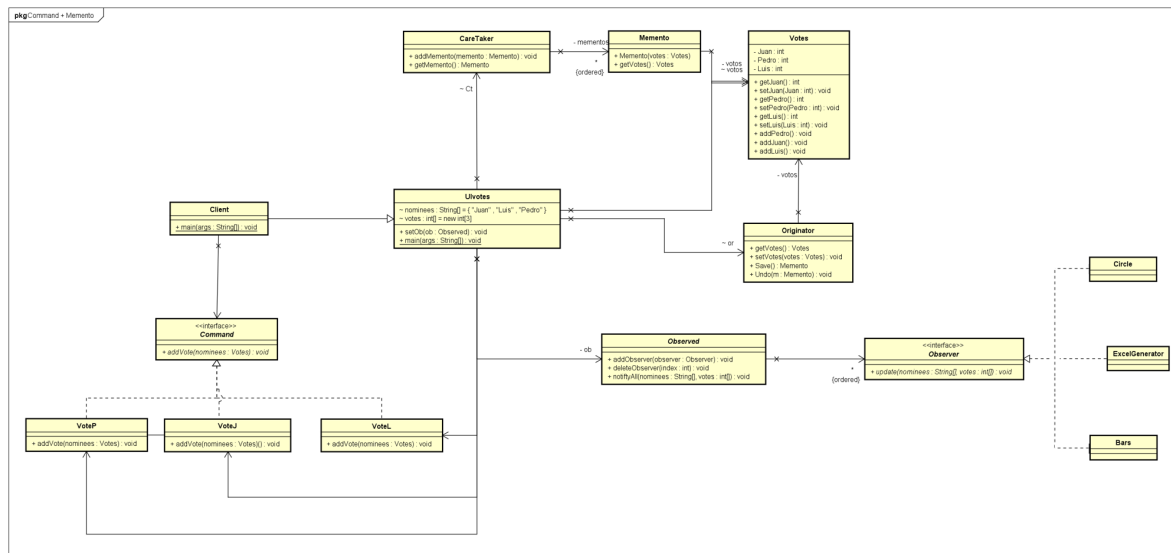 pkg Command + Memento
CareTaker
+ addMemento(memento : Memento) : void
+ getMemento() : Memento
- mementos
*
{ordered}
Memento
+ Memento(votes : Votes)
+ getVotes() : Votes
- votos
~ votos
Votes
- Juan : int
- Pedro : int
- Luis : int
+ getJuan() : int
+ setJuan(Juan : int) : void
+ getPedro() : int
+ setPedro(Pedro : int) : void
+ getLuis() : int
+ setLuis(Luis : int) : void
+ addPedro() : void
+ addJuan() : void
+ addLuis() : void
~ Ct
- votos
UIvotes
~ nominees : String[] = { "Juan" , "Luis" , "Pedro" }
~ votes : int[] = new int[3]
+ setOb(ob : Observed) : void
+ main(args : String[]) : void
Client
+ main(args : String[]) : void
~ or
Originator
+ getVotes() : Votes
+ setVotes(votes : Votes) : void
+ Save() : Memento
+ Undo(m : Memento) : void
<<interface>>
Command
+ addVote(nominees : Votes) : void
- ob
Observed
+ addObserver(observer : Observer) : void
+ deleteObserver(index : int) : void
+ notiftyAll(nominees : String[], votes : int[]) : void
*
{ordered}
<<interface>>
Observer
+ update(nominees : String[], votes : int[]) : void
Circle
ExcelGenerator
Bars
VoteP
+ addVote(nominees : Votes) : void
VoteJ
+ addVote(nominees : Votes)() : void
VoteL
+ addVote(nominees : Votes) : void